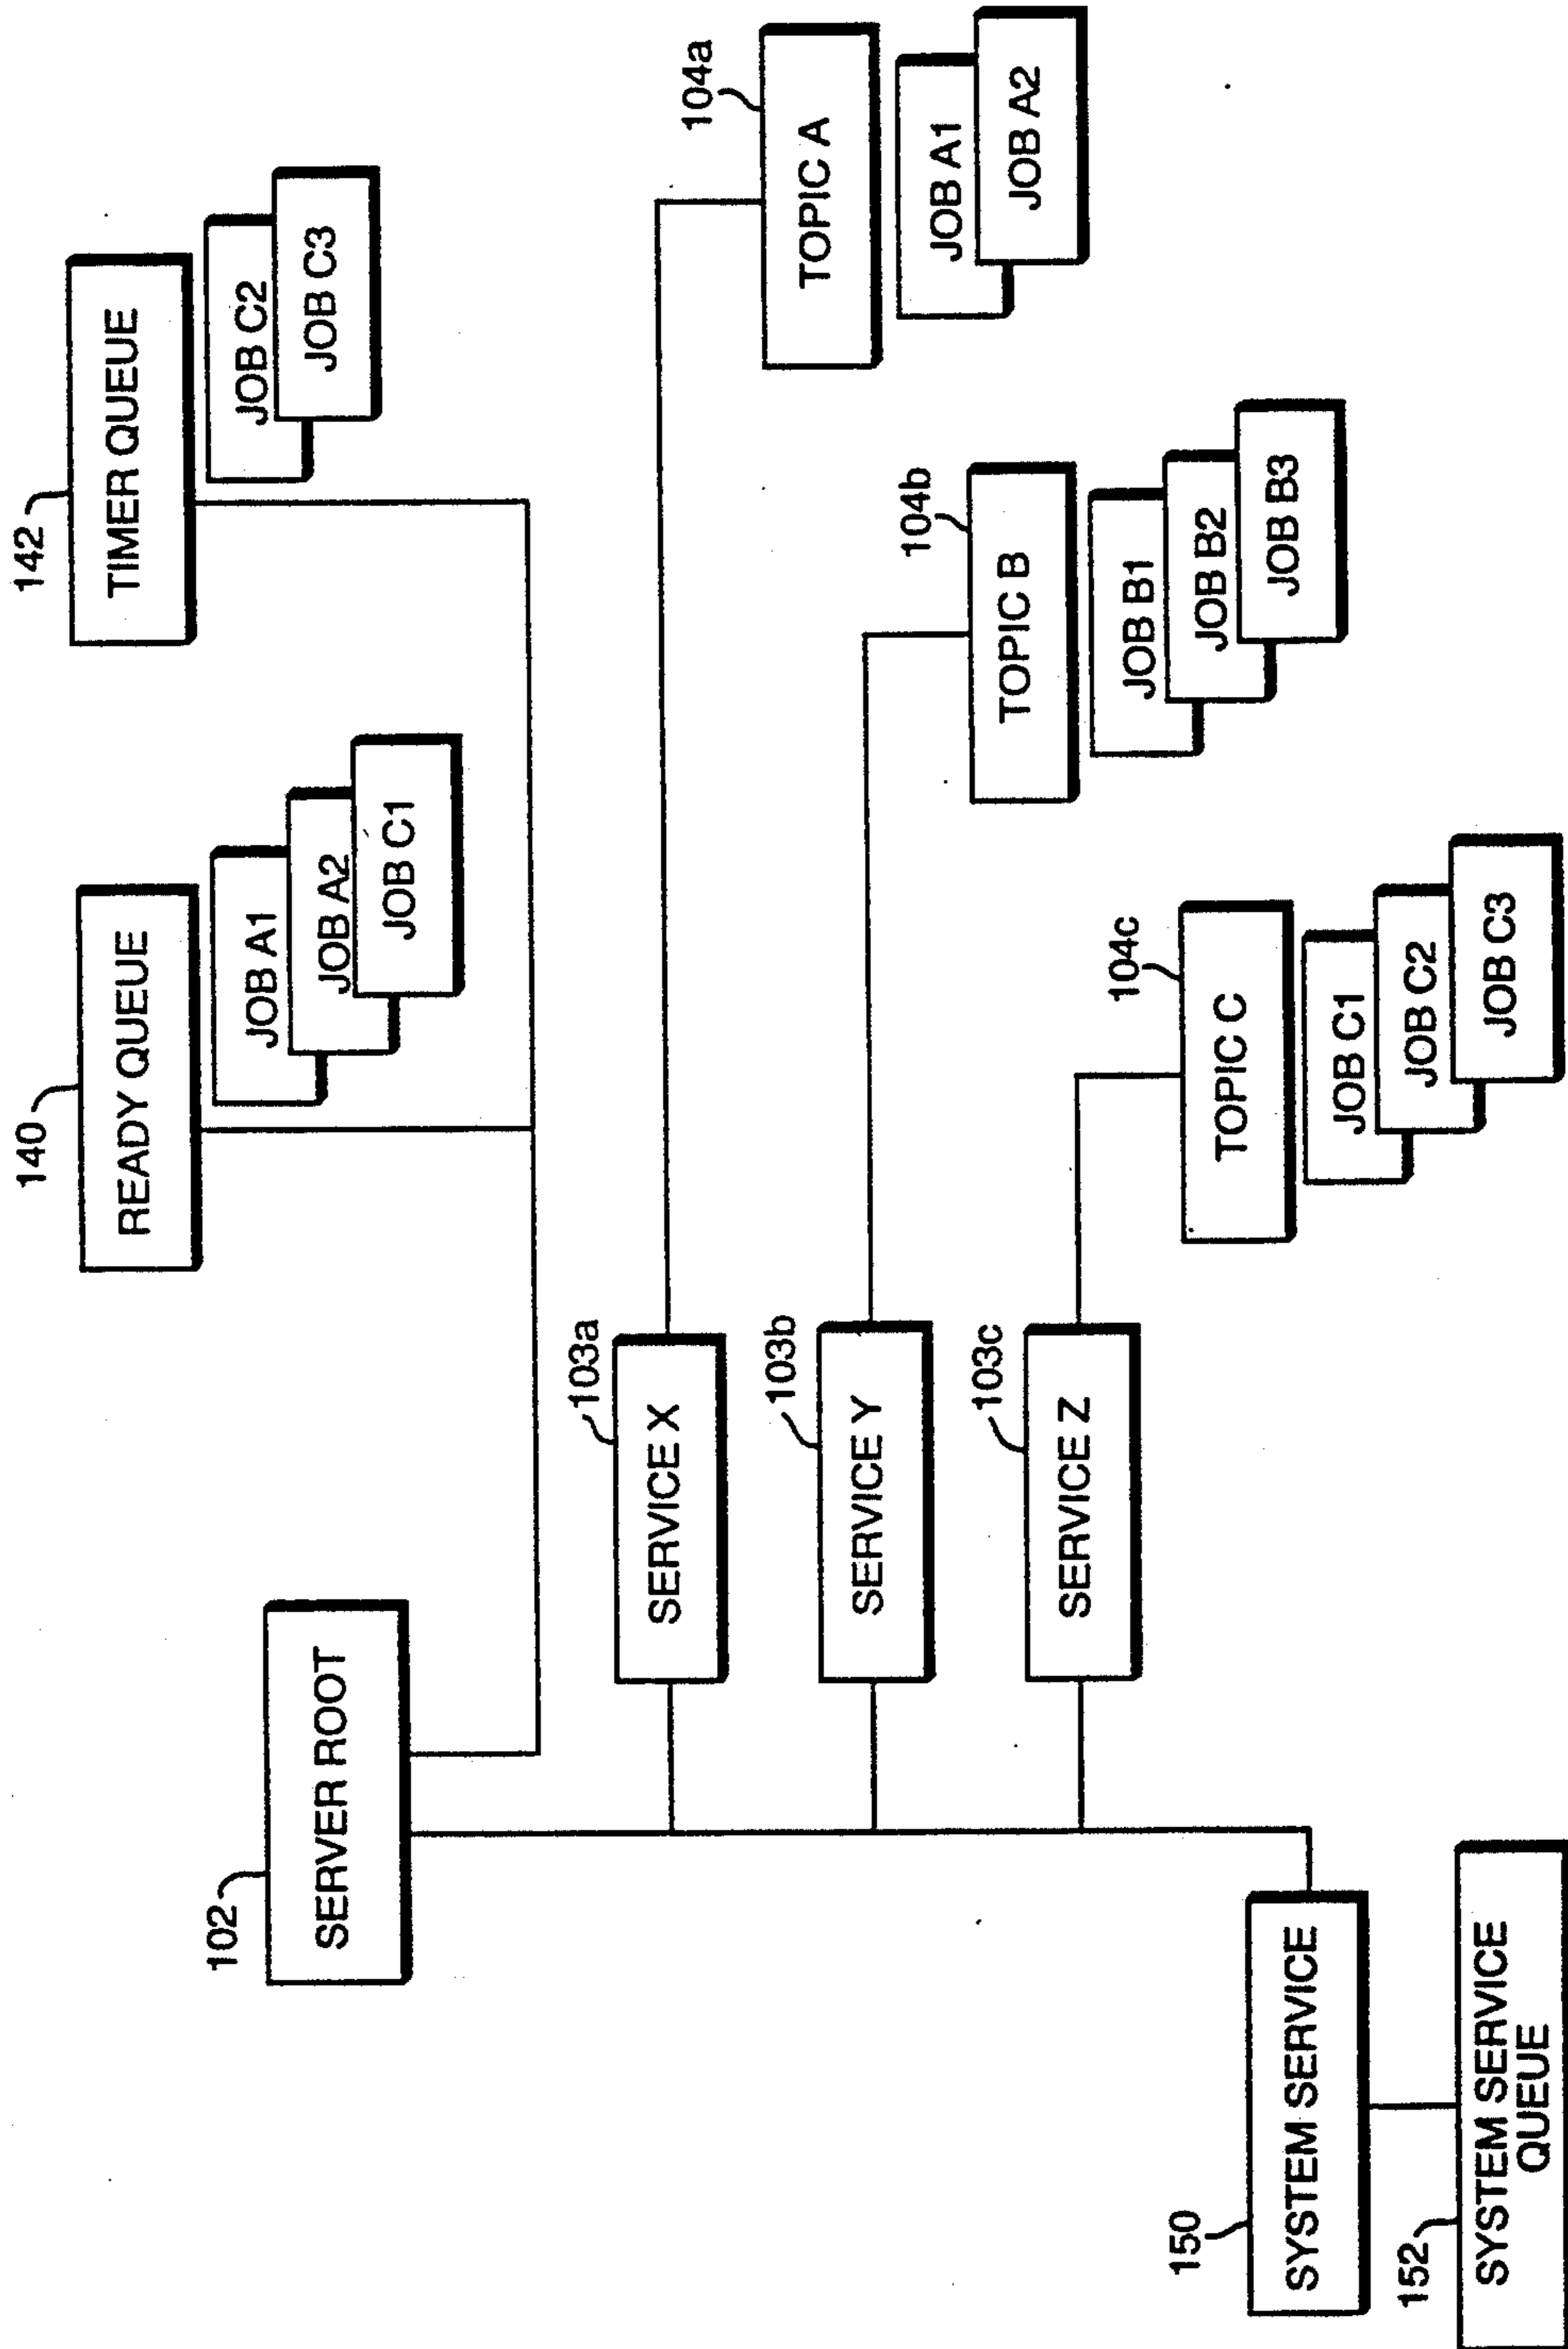 142
TIMER QUEUE
JOB C2
JOB C3
140
READY QUEUE
JOB A1
JOB A2
JOB C1
102
SERVER ROOT
103a
SERVICE X
104a
TOPIC A
JOB A1
JOB A2
103b
SERVICE Y
104b
TOPIC B
JOB B1
JOB B2
JOB B3
103c
SERVICE Z
104c
TOPIC C
JOB C1
JOB C2
JOB C3
150
SYSTEM SERVICE
152
SYSTEM SERVICE
QUEUE